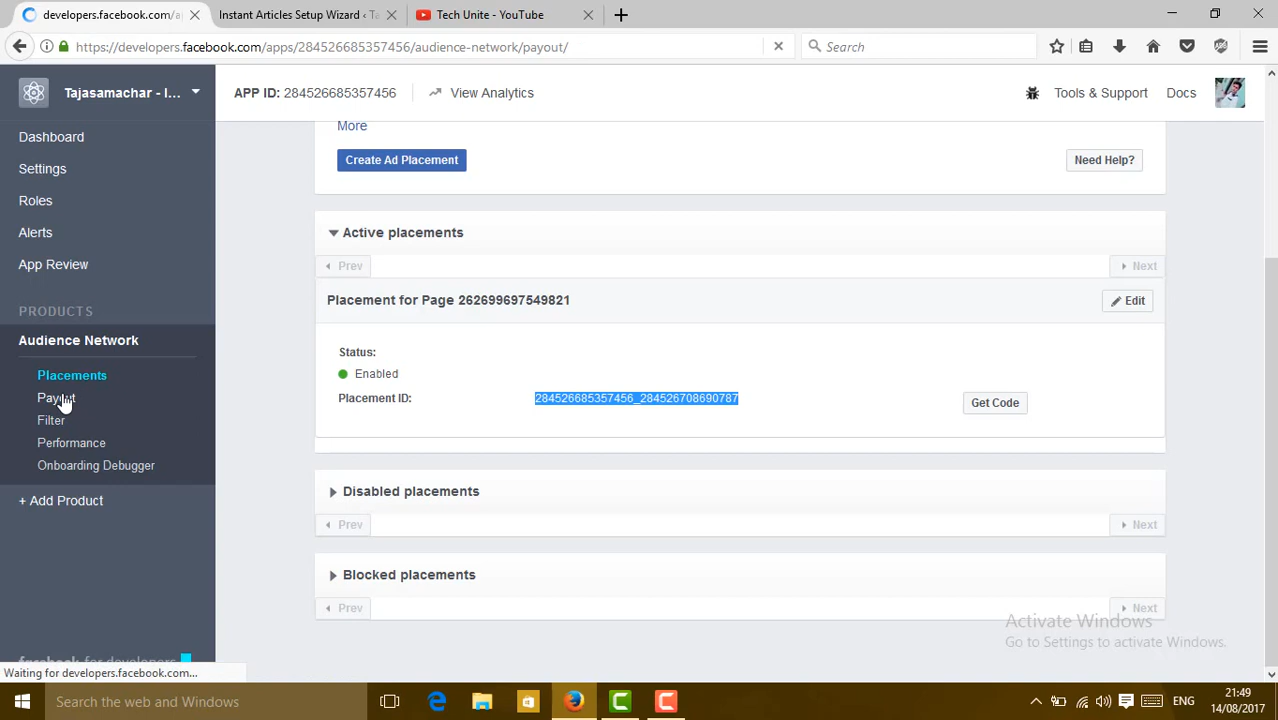 developers.facebook.com/a
Instant Articles Setup Wizard ‹ Ta
Tech Unite - YouTube
https://developers.facebook.com/apps/284526685357456/audience-network/payout/
Search
Tajasamachar - I...
APP ID: 284526685357456
View Analytics
Tools & Support
Docs
Dashboard
Settings
Roles
Alerts
App Review
PRODUCTS
Audience Network
Placements
Payout
Filter
Performance
Onboarding Debugger
+ Add Product
More
Create Ad Placement
Need Help?
Active placements
Prev
Next
Placement for Page 262699697549821
Edit
Status:
Enabled
Placement ID:
284526685357456_284526708690787
Get Code
Disabled placements
Prev
Next
Blocked placements
Prev
Next
Activate Windows
Go to Settings to activate Windows.
facebook for developers
Waiting for developers.facebook.com...
Search the web and Windows
ENG
21:49
14/08/2017